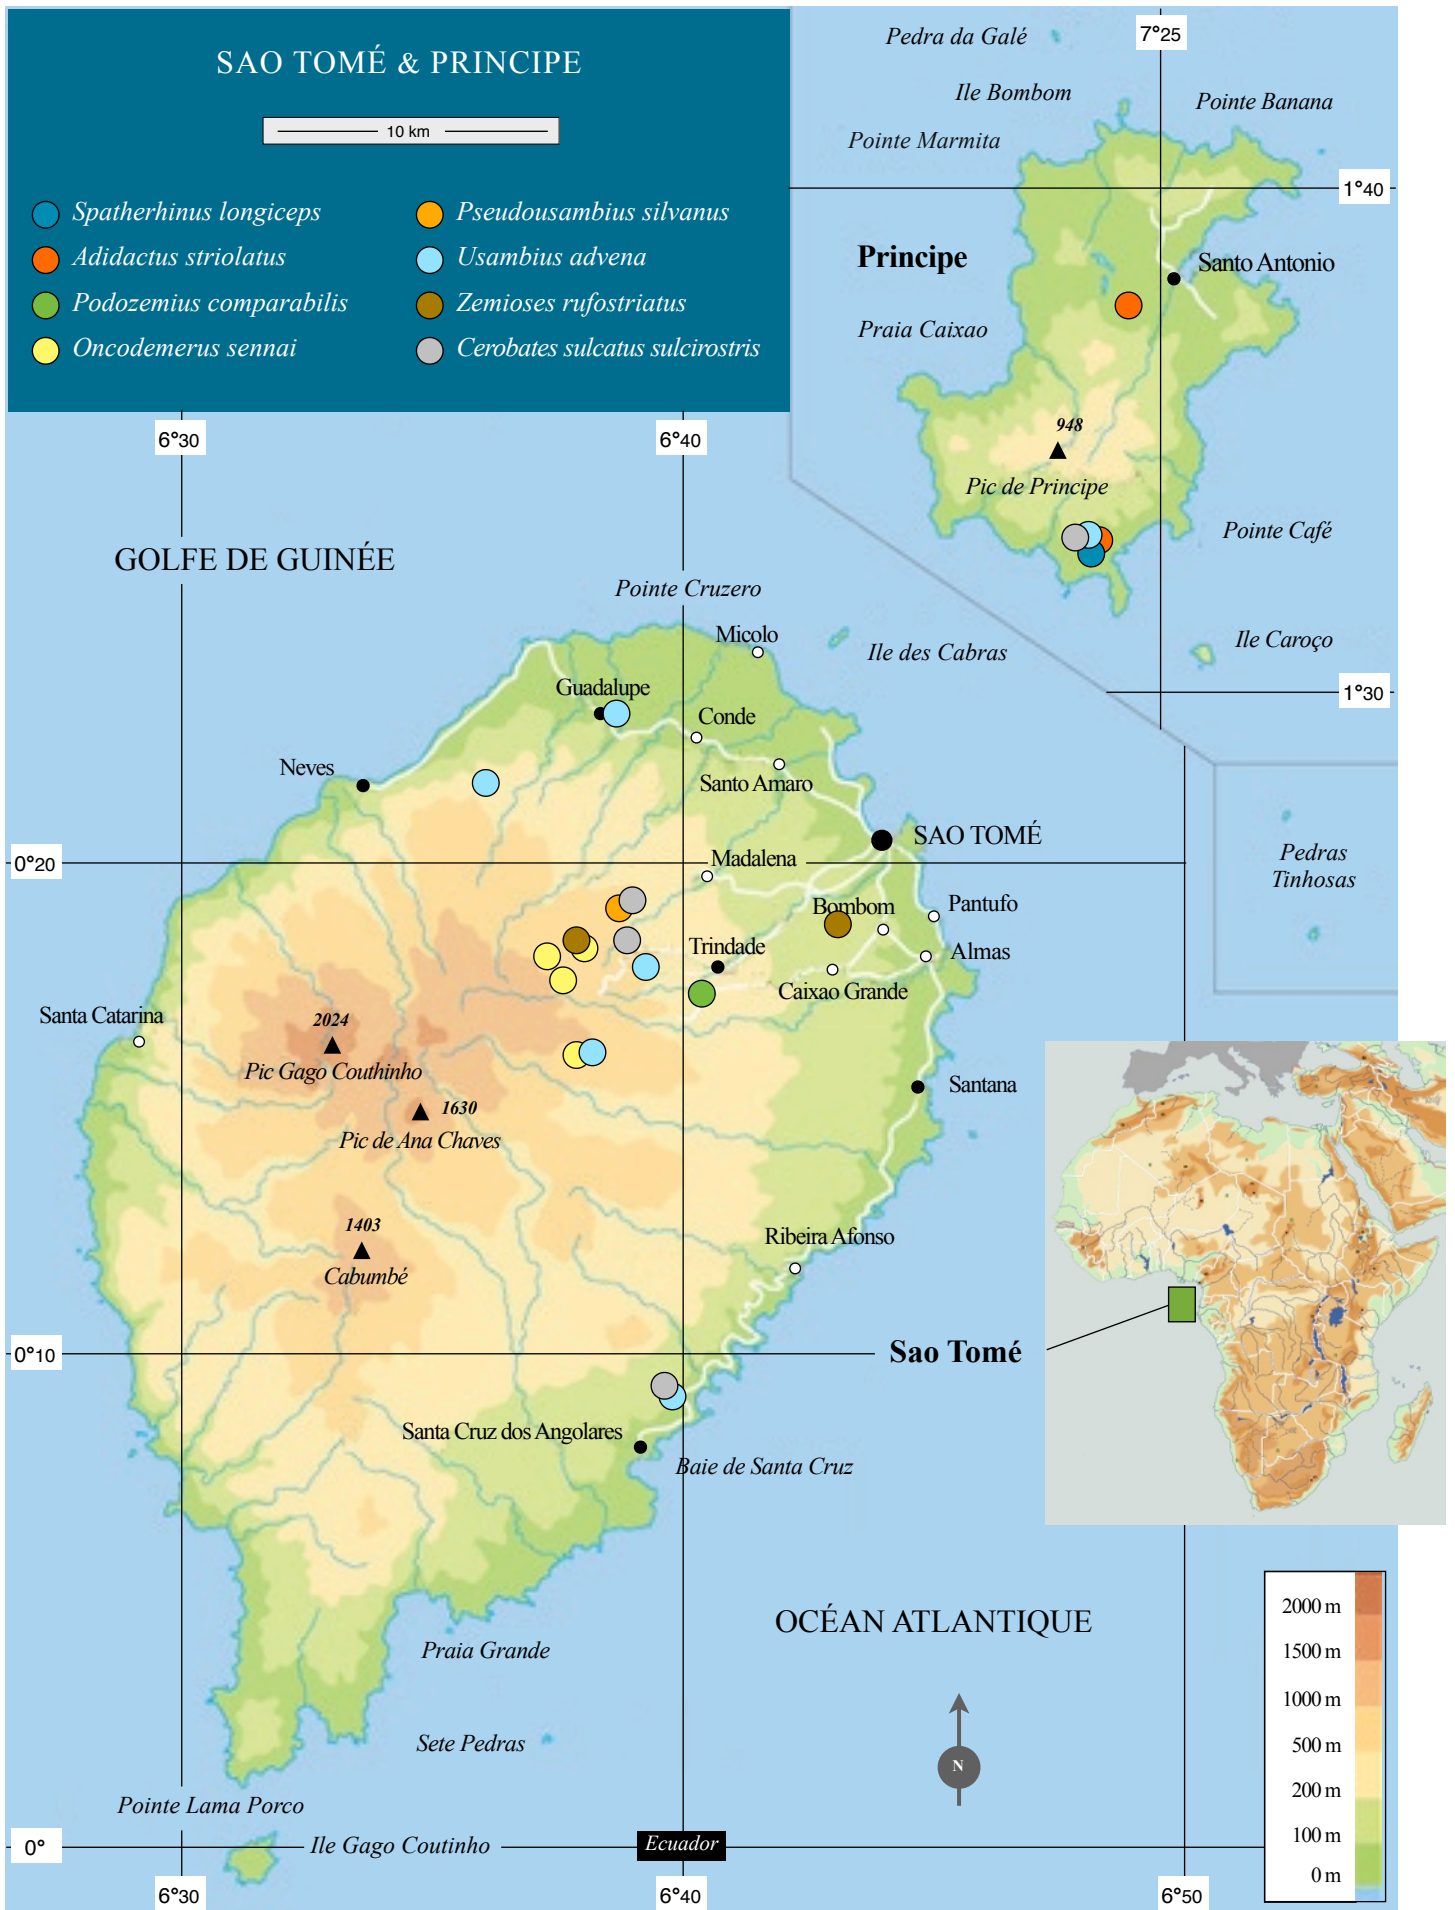 SAO TOMÉ & PRINCIPE
10 km
Spatherhinus longiceps
Adidactus striolatus
Podozemius comparabilis
Oncodemerus sennai
Pseudousambius silvanus
Usambius advena
Zemioses rufostriatus
Cerobates sulcatus sulcirostris
Pedra da Galé
7°25
Ile Bombom
Pointe Banana
Pointe Marmita
1°40
Principe
Santo Antonio
Praia Caixao
948
Pic de Principe
Pointe Café
Ile Caroço
1°30
6°30
6°40
GOLFE DE GUINÉE
Pointe Cruzero
Micolo
Ile des Cabras
Guadalupe
Conde
Neves
Santo Amaro
SAO TOMÉ
0°20
Madalena
Pedras
Tinhosas
Bombom
Pantufo
Trindade
Almas
Caixao Grande
Santa Catarina
2024
Pic Gago Couthinho
1630
Pic de Ana Chaves
Santana
1403
Cabumbé
Ribeira Afonso
0°10
Sao Tomé
Santa Cruz dos Angolares
Baie de Santa Cruz
OCÉAN ATLANTIQUE
Praia Grande
Sete Pedras
N
2000 m
1500 m
1000 m
500 m
200 m
100 m
0 m
Pointe Lama Porco
0°
Ile Gago Coutinho
Ecuador
6°30
6°40
6°50